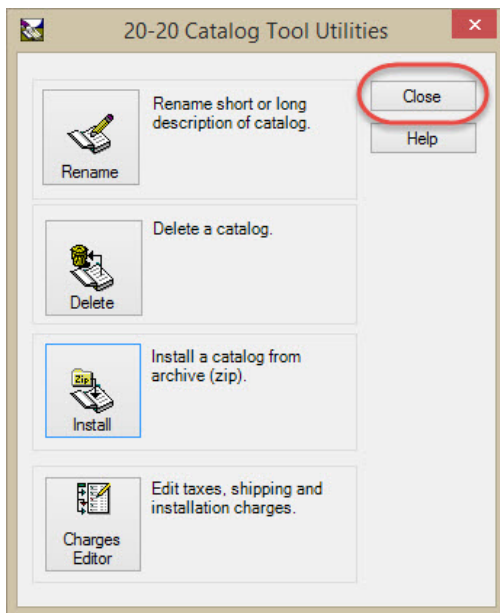 20-20 Catalog Tool Utilities
Rename short or long
description of catalog.
Rename
Close
Help
Delete a catalog.
Delete
Install a catalog from
archive (zip).
Zip
Install
Edit taxes, shipping and
installation charges.
Charges
Editor